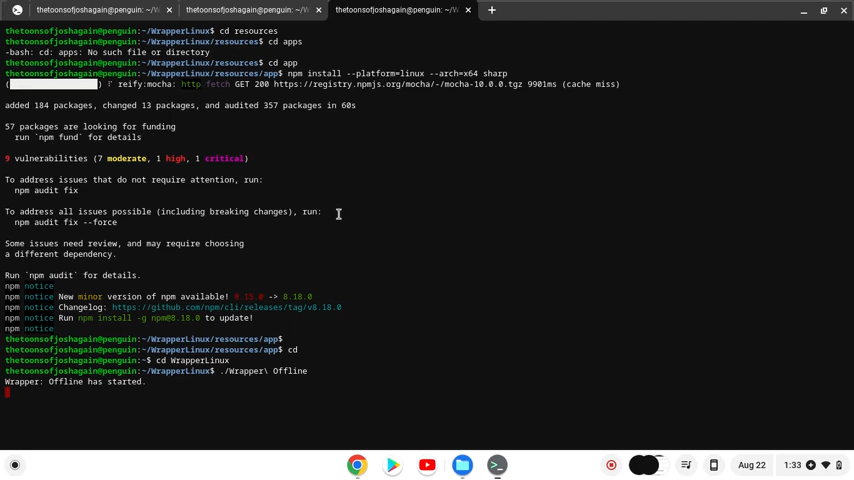 thetoonsofjoshagain@penguin: ~/W
thetoonsofjoshagain@penguin: ~/W
thetoonsofjoshagain@penguin: ~/W
thetoonsofjoshagain@penguin:~/WrapperLinux$ cd resources
thetoonsofjoshagain@penguin:~/WrapperLinux/resources$ cd apps
-bash: cd: apps: No such file or directory
thetoonsofjoshagain@penguin:~/WrapperLinux/resources$ cd app
thetoonsofjoshagain@penguin:~/WrapperLinux/resources/app$ npm install --platform=linux --arch=x64 sharp
( ) ⠏ reify:mocha: http fetch GET 200 https://registry.npmjs.org/mocha/-/mocha-10.0.0.tgz 9901ms (cache miss)
added 184 packages, changed 13 packages, and audited 357 packages in 60s
57 packages are looking for funding
run `npm fund` for details
9 vulnerabilities (7 moderate, 1 high, 1 critical)
To address issues that do not require attention, run:
npm audit fix
To address all issues possible (including breaking changes), run:
npm audit fix --force
Some issues need review, and may require choosing
a different dependency.
Run `npm audit` for details.
npm notice
npm notice New minor version of npm available! 8.15.0 -> 8.18.0
npm notice Changelog: https://github.com/npm/cli/releases/tag/v8.18.0
npm notice Run npm install -g npm@8.18.0 to update!
npm notice
thetoonsofjoshagain@penguin:~/WrapperLinux/resources/app$
thetoonsofjoshagain@penguin:~/WrapperLinux/resources/app$ cd
thetoonsofjoshagain@penguin:~$ cd WrapperLinux
thetoonsofjoshagain@penguin:~/WrapperLinux$ ./Wrapper\ Offline
Wrapper: Offline has started.
Aug 22 1:33